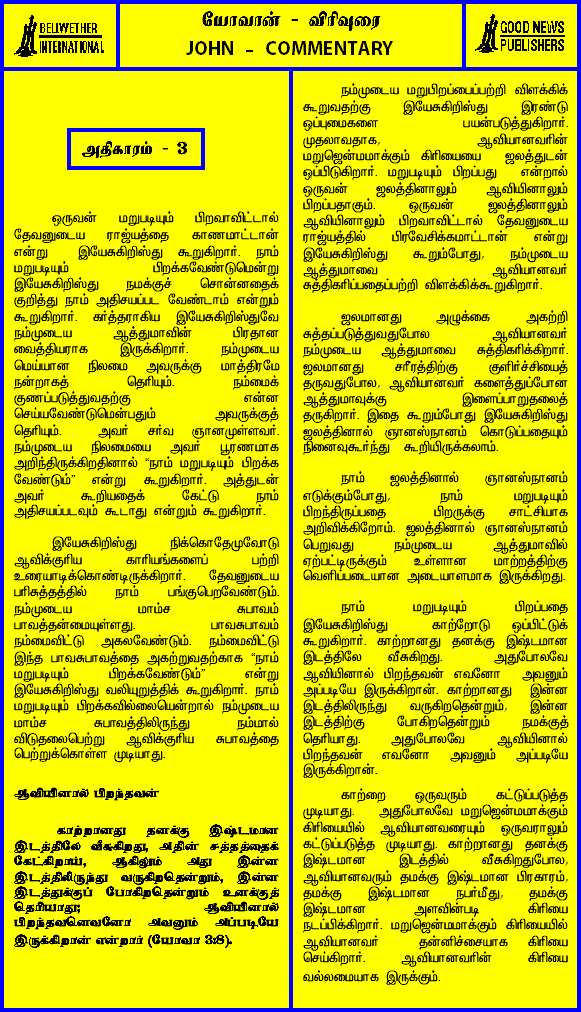 BELWETHER
INTERNATIONAL
யோவான் - விரிவுரை
JOHN - COMMENTARY
GOOD NEWS
PUBLISHERS
அதிகாரம் - 3
ஒருவன் மறுபடியும் பிறவாவிட்டால்
தேவனுடைய ராஜ்யத்தை காணமாட்டான்
என்று இயேசுகிறிஸ்து கூறுகிறார். நாம்
மறுபடியும் பிறக்கவேண்டுமென்று
இயேசுகிறிஸ்து நமக்குச் சொன்னதைக்
குறித்து நாம் அதிசயப்பட வேண்டாம் என்றும்
கூறுகிறார். கர்த்தராகிய இயேசுகிறிஸ்துவே
நம்முடைய ஆத்துமாவின் பிரதான
வைத்தியராக இருக்கிறார். நம்முடைய
மெய்யான நிலமை அவருக்கு மாத்திரமே
நன்றாகத் தெரியும். நம்மைக்
குணப்படுத்துவதற்கு என்ன
செய்யவேண்டுமென்பதும் அவருக்குத்
தெரியும். அவர் சர்வ ஞானமுள்ளவர்.
நம்முடைய நிலமையை அவர் பூரணமாக
அறிந்திருக்கிறதினால் “நாம் மறுபடியும் பிறக்க
வேண்டும்” என்று கூறுகிறார். அத்துடன்
அவர் கூறியதைக் கேட்டு நாம்
அதிசயப்படவும் கூடாது என்றும் கூறுகிறார்.
இயேசுகிறிஸ்து நிக்கொதேமுவோடு
ஆவிக்குரிய காரியங்களைப் பற்றி
உரையாடிக்கொண்டிருக்கிறார். தேவனுடைய
பரிசுத்தத்தில் நாம் பங்குபெறவேண்டும்.
நம்முடைய மாம்ச சுபாவம்
பாவத்தன்மையுள்ளது. பாவசுபாவம்
நம்மைவிட்டு அகலவேண்டும். நம்மைவிட்டு
இந்த பாவசுபாவத்தை அகற்றுவதற்காக “நாம்
மறுபடியும் பிறக்கவேண்டும்” என்று
இயேசுகிறிஸ்து வலியுறுத்திக் கூறுகிறார். நாம்
மறுபடியும் பிறக்கவில்லையென்றால் நம்முடைய
மாம்ச சுபாவத்திலிருந்து நம்மால்
விடுதலைபெற்று ஆவிக்குரிய சுபாவத்தை
பெற்றுக்கொள்ள முடியாது.
ஆவியினால் பிறந்தவன்
காற்றானது தனக்கு இஷ்டமான
இடத்திலே வீசுகிறது, அதின் சத்தத்தைக்
கேட்கிறாய், ஆகிலும் அது இன்ன
இடத்திலிருந்து வருகிறதென்றும், இன்ன
இடத்துக்குப் போகிறதென்றும் உனக்குத்
தெரியாது; ஆவியினால்
பிறந்தவனெவனோ அவனும் அப்படியே
இருக்கிறான் என்றார் (யோவா 3:8).
நம்முடைய மறுபிறப்பைப்பற்றி விளக்கிக்
கூறுவதற்கு இயேசுகிறிஸ்து இரண்டு
ஒப்புமைகளை பயன்படுத்துகிறார்.
முதலாவதாக, ஆவியானவரின்
மறுஜென்மமாக்கும் கிரியையை ஜலத்துடன்
ஒப்பிடுகிறார். மறுபடியும் பிறப்பது என்றால்
ஒருவன் ஜலத்தினாலும் ஆவியினாலும்
பிறப்பதாகும். ஒருவன் ஜலத்தினாலும்
ஆவியினாலும் பிறவாவிட்டால் தேவனுடைய
ராஜ்யத்தில் பிரவேசிக்கமாட்டான் என்று
இயேசுகிறிஸ்து கூறும்போது, நம்முடைய
ஆத்துமாவை ஆவியானவர்
சுத்திகரிப்பதைப்பற்றி விளக்கிக்கூறுகிறார்.
ஜலமானது அழுக்கை அகற்றி
சுத்தப்படுத்துவதுபோல ஆவியானவர்
நம்முடைய ஆத்துமாவை சுத்திகரிக்கிறார்.
ஜலமானது சரீரத்திற்கு குளிர்ச்சியைத்
தருவதுபோல, ஆவியானவர் களைத்துப்போன
ஆத்துமாவுக்கு இளைப்பாறுதலைத்
தருகிறார். இதை கூறும்போது இயேசுகிறிஸ்து
ஜலத்தினால் ஞானஸ்நானம் கொடுப்பதையும்
நினைவுகூர்ந்து கூறியிருக்கலாம்.
நாம் ஜலத்தினால் ஞானஸ்நானம்
எடுக்கும்போது, நாம் மறுபடியும்
பிறந்திருப்பதை பிறருக்கு சாட்சியாக
அறிவிக்கிறோம். ஜலத்தினால் ஞானஸ்நானம்
பெறுவது நம்முடைய ஆத்துமாவில்
ஏற்பட்டிருக்கும் உள்ளான மாற்றத்திற்கு
வெளிப்படையான அடையாளமாக இருக்கிறது.
நாம் மறுபடியும் பிறப்பதை
இயேசுகிறிஸ்து காற்றோடு ஒப்பிட்டுக்
கூறுகிறார். காற்றானது தனக்கு இஷ்டமான
இடத்திலே வீசுகிறது. அதுபோலவே
ஆவியினால் பிறந்தவன் எவனோ அவனும்
அப்படியே இருக்கிறான். காற்றானது இன்ன
இடத்திலிருந்து வருகிறதென்றும், இன்ன
இடத்திற்கு போகிறதென்றும் நமக்குத்
தெரியாது. அதுபோலவே ஆவியினால்
பிறந்தவன் எவனோ அவனும் அப்படியே
இருக்கிறான்.
காற்றை ஒருவரும் கட்டுப்படுத்த
முடியாது. அதுபோலவே மறுஜென்மமாக்கும்
கிரியையில் ஆவியானவரையும் ஒருவராலும்
கட்டுப்படுத்த முடியாது. காற்றானது தனக்கு
இஷ்டமான இடத்தில் வீசுகிறதுபோல,
ஆவியானவரும் தமக்கு இஷ்டமான பிரகாரம்,
தமக்கு இஷ்டமான நபர்மீது, தமக்கு
இஷ்டமான அளவின்படி கிரியை
நடப்பிக்கிறார். மறுஜென்மமாக்கும் கிரியையில்
ஆவியானவர் தன்னிச்சையாக கிரியை
செய்கிறார். ஆவியானவரின் கிரியை
வல்லமையாக இருக்கும்.